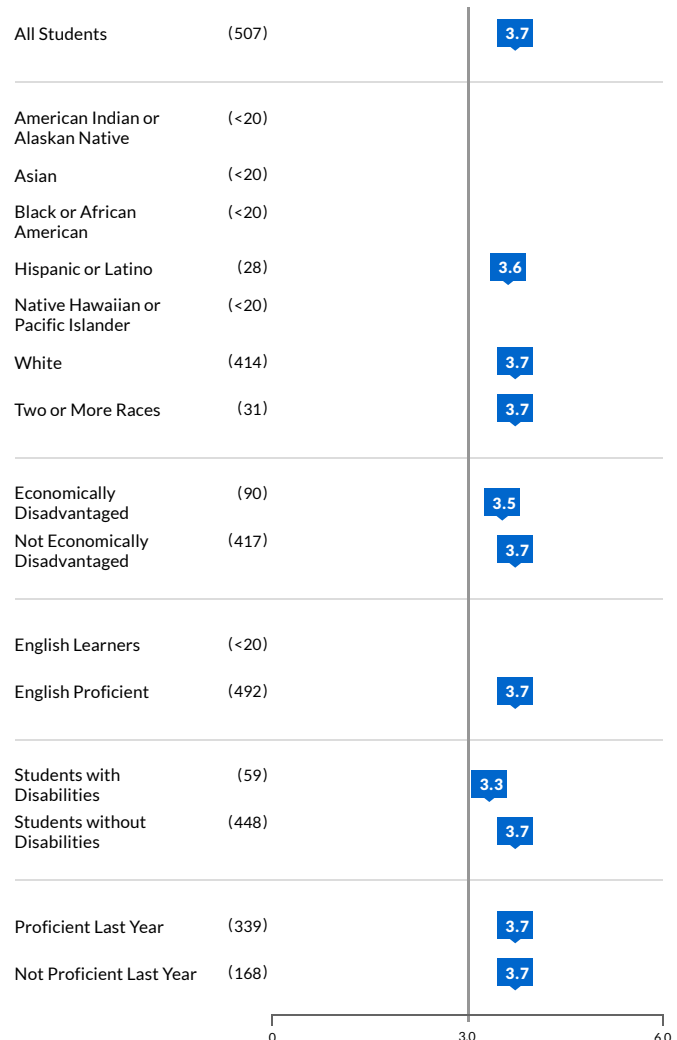 All Students (507) 3.7
American Indian or (<20)
Alaskan Native
Asian (<20)
Black or African (<20)
American
Hispanic or Latino (28) 3.6
Native Hawaiian or (<20)
Pacific Islander
White (414) 3.7
Two or More Races (31) 3.7
Economically (90) 3.5
Disadvantaged
Not Economically (417) 3.7
Disadvantaged
English Learners (<20)
English Proficient (492) 3.7
Students with (59) 3.3
Disabilities
Students without (448) 3.7
Disabilities
Proficient Last Year (339) 3.7
Not Proficient Last Year (168) 3.7
0 3.0 6.0